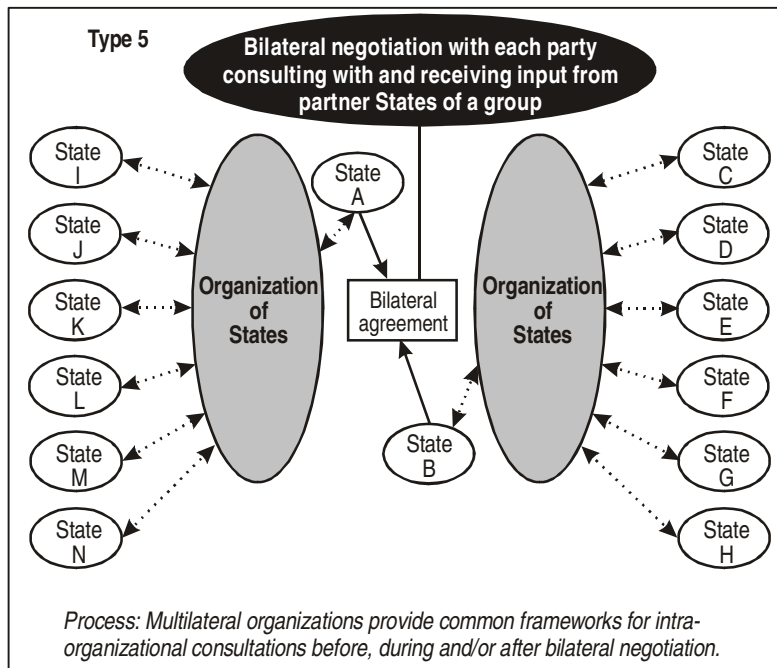 Type 5
Bilateral negotiation with each party
consulting with and receiving input from
partner States of a group
State
I
State
J
State
K
State
L
State
M
State
N
Organization
of
States
State
A
Bilateral
agreement
State
B
Organization
of
States
State
C
State
D
State
E
State
F
State
G
State
H
Process: Multilateral organizations provide common frameworks for intra-
organizational consultations before, during and/or after bilateral negotiation.